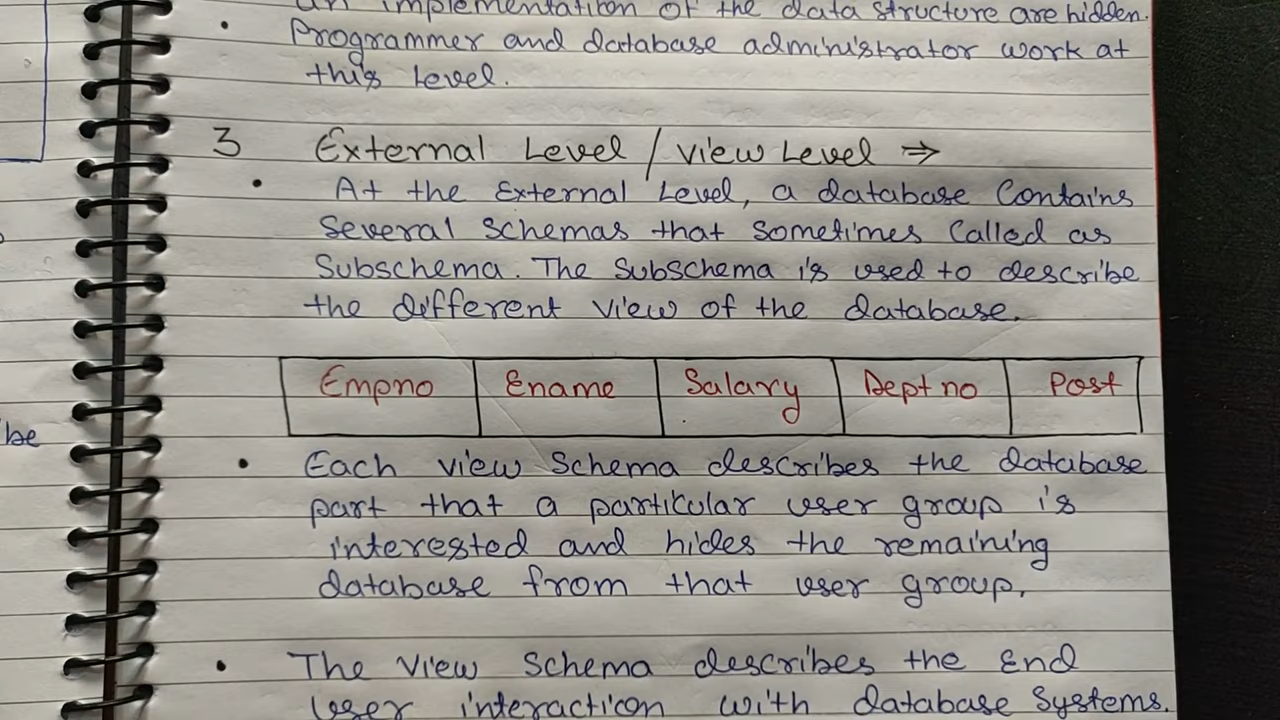 an implementation of the data structure are hidden.
• Programmer and database administrator work at
this Level.
3 External Level / View Level ⇒
• At the External Level, a database Contains
Several Schemas that Sometimes Called as
Subschema. The Subschema is used to describe
the different view of the database.
Empno Ename Salary Dept no Post
• Each view Schema describes the database
part that a particular user group is
interested and hides the remaining
database from that user group.
• The View Schema describes the End
User interaction with database Systems.
be